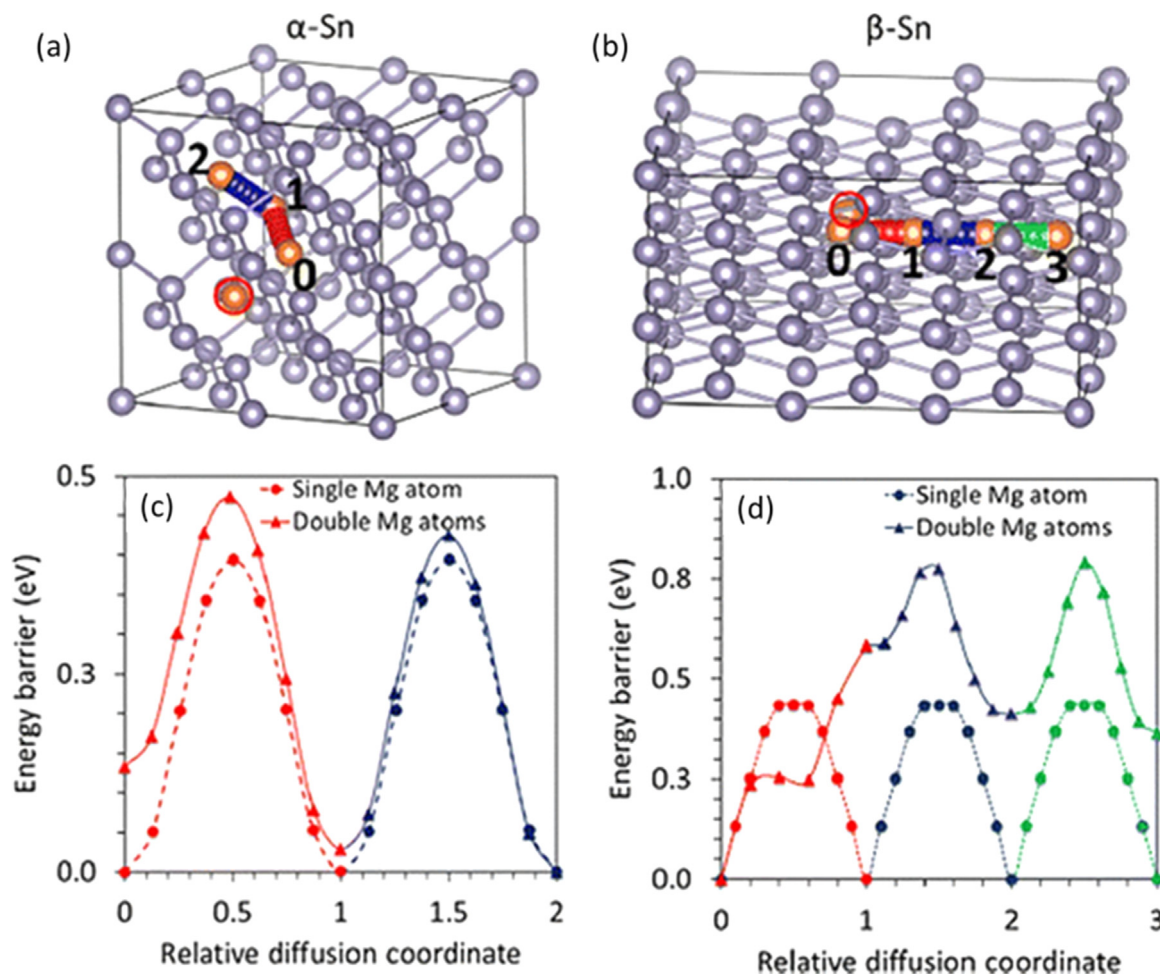 α-Sn
β-Sn
(a)
(b)
2
1
0
0
1
2
3
(c)
Single Mg atom
Double Mg atoms
0.5
0.3
0.0
Energy barrier (eV)
0
0.5
1
1.5
2
Relative diffusion coordinate
(d)
Single Mg atom
Double Mg atoms
1.0
0.8
0.5
0.3
0.0
Energy barrier (eV)
0
1
2
3
Relative diffusion coordinate